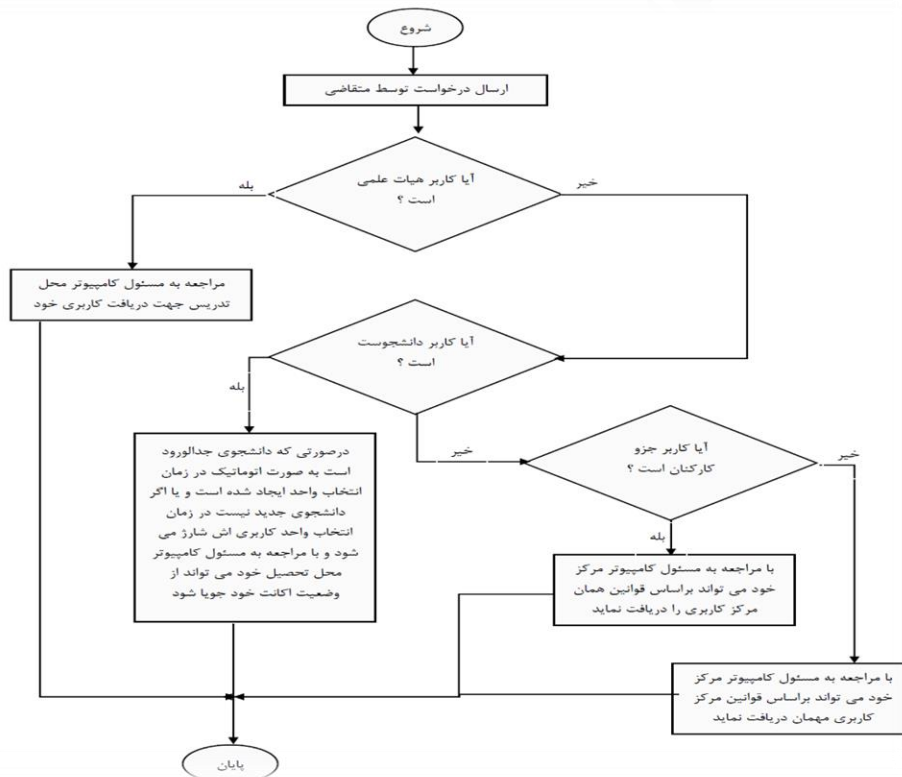 شروع
ارسال درخواست توسط متقاضی
آیا کاربر هیات علمی
است ؟
بله
خیر
مراجعه به مسئول کامپیوتر محل
تدریس جهت دریافت کاربری خود
آیا کاربر دانشجوست
است ؟
بله
خیر
درصورتی که دانشجوی جدالورود
است به صورت اتوماتیک در زمان
انتخاب واحد ایجاد شده است و یا اگر
دانشجوی جدید نیست در زمان
انتخاب واحد کاربری اش شارژ می
شود و با مراجعه به مسئول کامپیوتر
محل تحصیل خود می تواند از
وضعیت اکانت خود جویا شود
آیا کاربر جزو
کارکنان است ؟
خیر
بله
با مراجعه به مسئول کامپیوتر مرکز
خود می تواند براساس قوانین همان
مرکز کاربری را دریافت نماید
با مراجعه به مسئول کامپیوتر مرکز
خود می تواند براساس قوانین مرکز
کاربری مهمان دریافت نماید
پایان